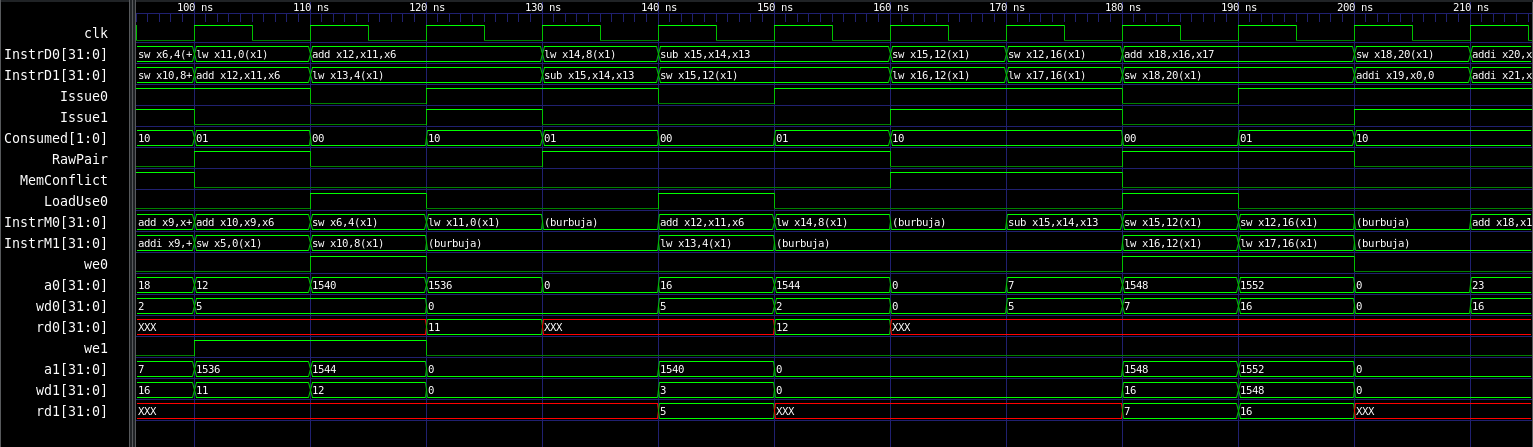 100 ns 110 ns 120 ns 130 ns 140 ns 150 ns 160 ns 170 ns 180 ns 190 ns 200 ns 210 ns
clk
InstrD0[31:0] sw x6,4(+ lw x11,0(x1) add x12,x11,x6 lw x14,8(x1) sub x15,x14,x13 sw x15,12(x1) sw x12,16(x1) add x18,x16,x17 sw x18,20(x1) addi x20,x
InstrD1[31:0] sw x10,8+ add x12,x11,x6 lw x13,4(x1) sub x15,x14,x13 sw x15,12(x1) lw x16,12(x1) lw x17,16(x1) sw x18,20(x1) addi x19,x0,0 addi x21,x
Issue0
Issue1
Consumed[1:0] 10 01 00 10 01 00 01 10 00 01 10
RawPair
MemConflict
LoadUse0
InstrM0[31:0] add x9,x+ add x10,x9,x6 sw x6,4(x1) lw x11,0(x1) (burbuja) add x12,x11,x6 lw x14,8(x1) (burbuja) sub x15,x14,x13 sw x15,12(x1) sw x12,16(x1) (burbuja) add x18,x1
InstrM1[31:0] addi x9,+ sw x5,0(x1) sw x10,8(x1) (burbuja) lw x13,4(x1) (burbuja) lw x16,12(x1) lw x17,16(x1) (burbuja)
we0
a0[31:0] 18 12 1540 1536 0 16 1544 0 7 1548 1552 0 23
wd0[31:0] 2 5 0 5 2 0 5 7 16 0 16
rd0[31:0] XXX 11 XXX 12 XXX
we1
a1[31:0] 7 1536 1544 0 1540 0 1548 1552 0
wd1[31:0] 16 11 12 0 3 0 16 1548 0
rd1[31:0] XXX 5 XXX 7 16 XXX